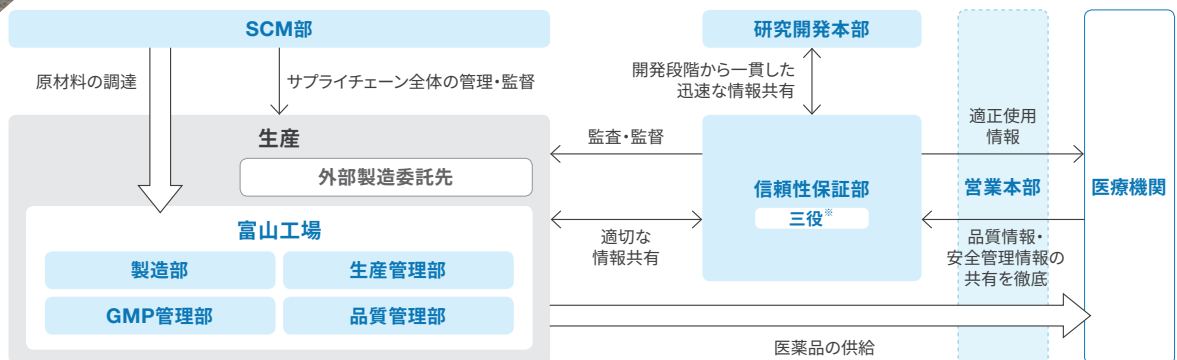 SCM部
研究開発本部
原材料の調達
サプライチェーン全体の管理・監督
開発段階から一貫した
迅速な情報共有
生産
外部製造委託先
富山工場
製造部
生産管理部
GMP管理部
品質管理部
監査・監督
適切な
情報共有
信頼性保証部
三役※
適正使用
情報
営業本部
医療機関
品質情報・
安全管理情報の
共有を徹底
医薬品の供給